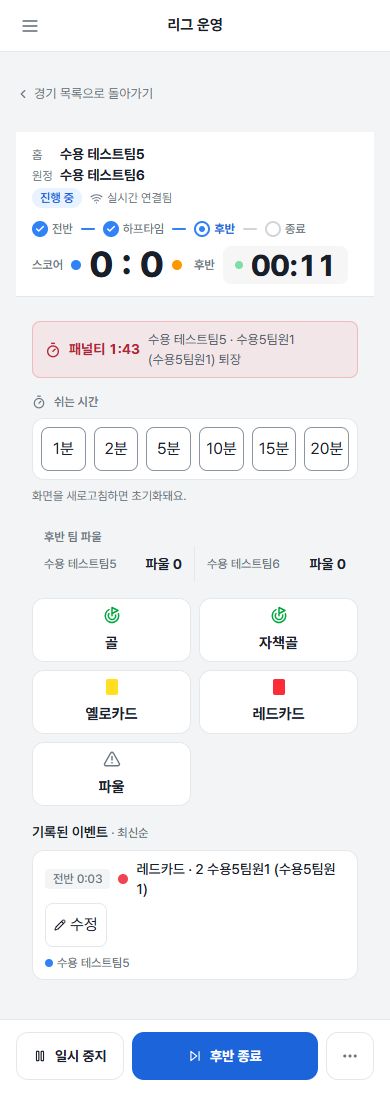 리그 운영
경기 목록으로 돌아가기
홈 수용 테스트팀5
원정 수용 테스트팀6
진행 중 실시간 연결됨
전반 하프타임 후반 종료
스코어 0 : 0 후반 00:11
패널티 1:43 수용 테스트팀5 · 수용5팀원1
(수용5팀원1) 퇴장
쉬는 시간
1분 2분 5분 10분 15분 20분
화면을 새로고침하면 초기화돼요.
후반 팀 파울
수용 테스트팀5 파울 0 수용 테스트팀6 파울 0
골 자책골
옐로카드 레드카드
파울
기록된 이벤트 · 최신순
전반 0:03 레드카드 · 2 수용5팀원1 (수용5팀원
1)
수정
수용 테스트팀5
일시 중지 후반 종료